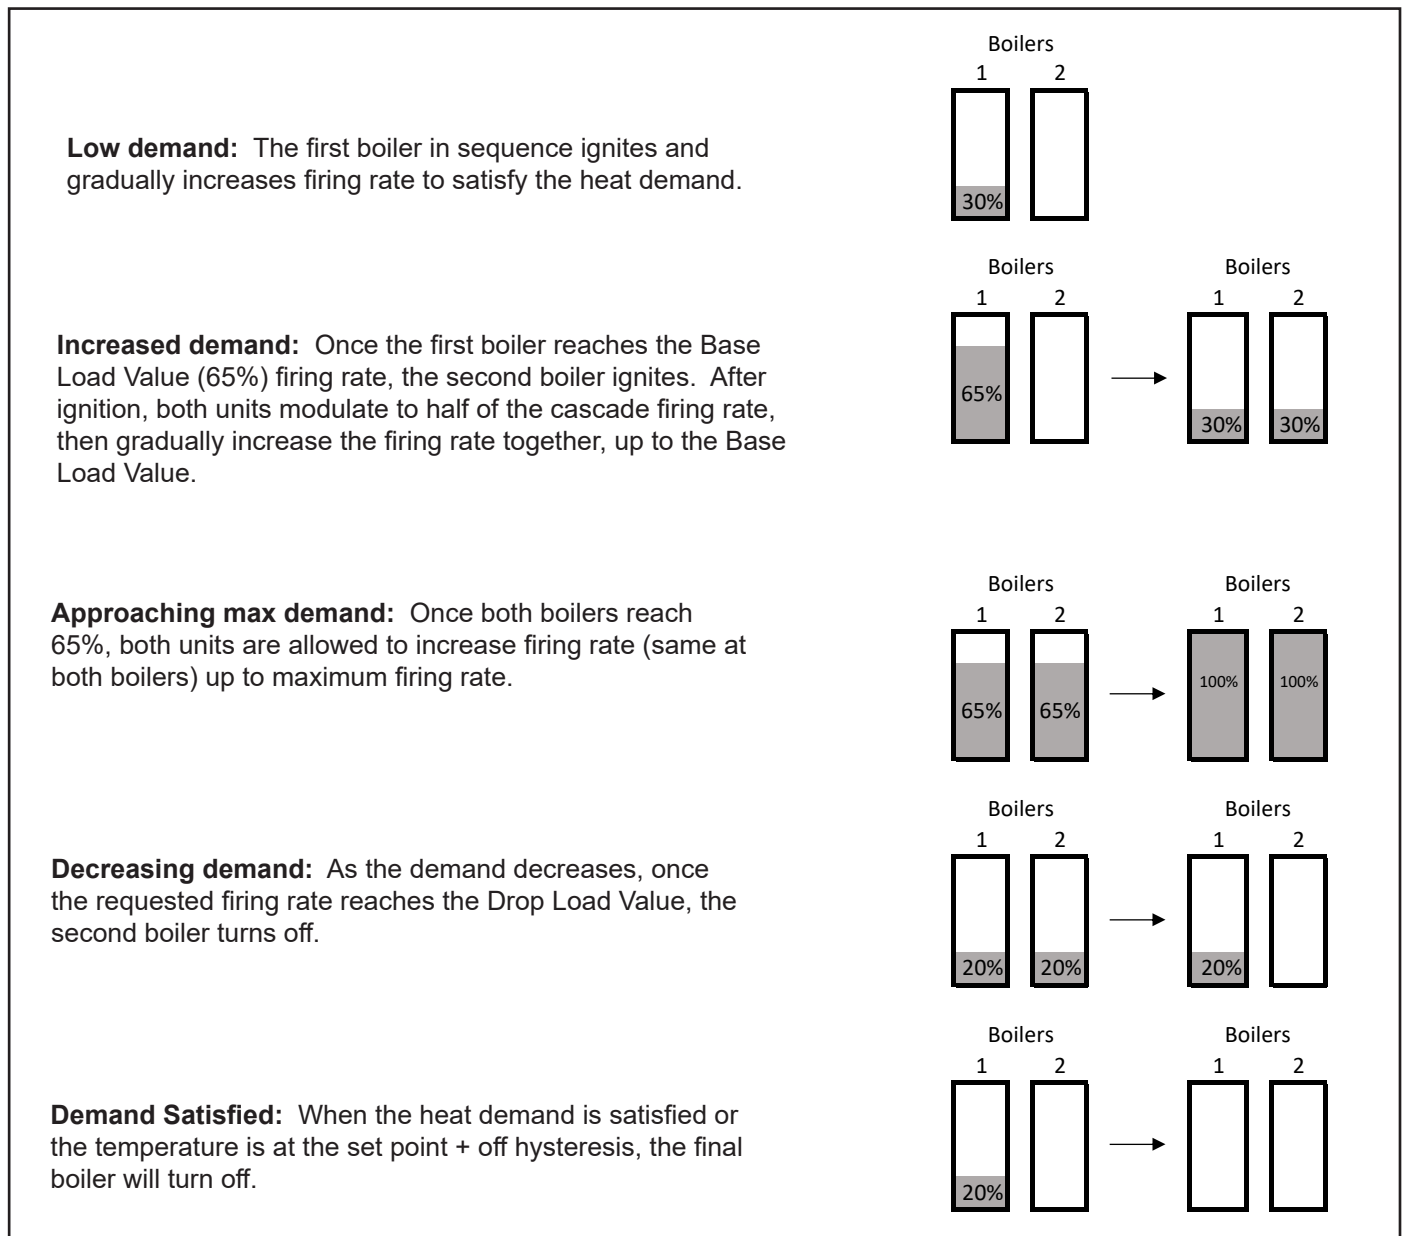 Boilers
1 2
Low demand: The first boiler in sequence ignites and
gradually increases firing rate to satisfy the heat demand.
30%
Boilers Boilers
1 2 1 2
Increased demand: Once the first boiler reaches the Base
Load Value (65%) firing rate, the second boiler ignites. After
ignition, both units modulate to half of the cascade firing rate,
then gradually increase the firing rate together, up to the Base
Load Value.
65% 30% 30%
Boilers Boilers
1 2 1 2
Approaching max demand: Once both boilers reach
65%, both units are allowed to increase firing rate (same at
both boilers) up to maximum firing rate.
65% 65% 100% 100%
Boilers Boilers
1 2 1 2
Decreasing demand: As the demand decreases, once
the requested firing rate reaches the Drop Load Value, the
second boiler turns off.
20% 20% 20%
Boilers Boilers
1 2 1 2
Demand Satisfied: When the heat demand is satisfied or
the temperature is at the set point + off hysteresis, the final
boiler will turn off.
20%